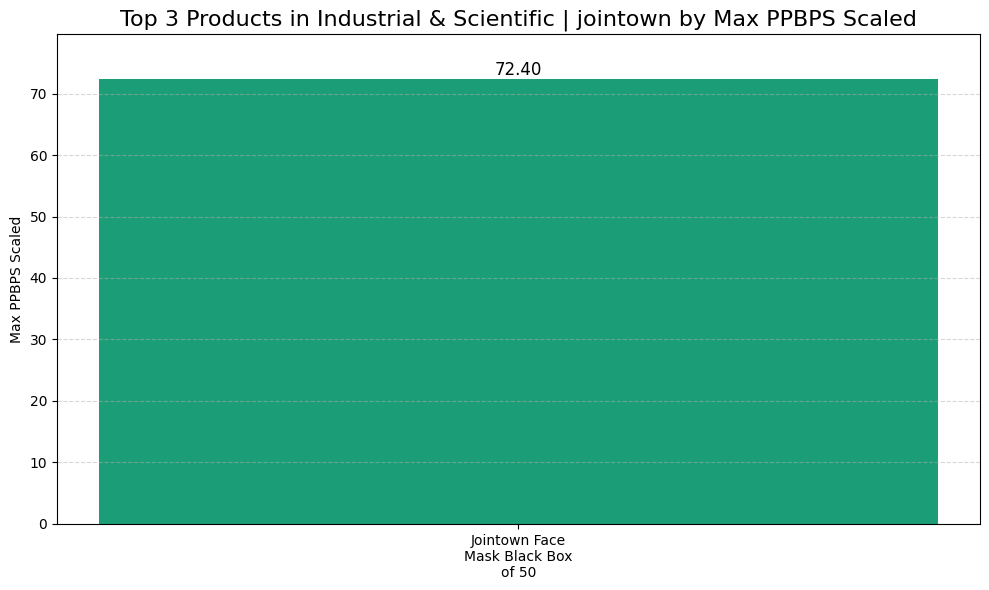 Top 3 Products in Industrial & Scientific | jointown by Max PPBPS Scaled
72.40
Max PPBPS Scaled
70
60
50
40
30
20
10
0
Jointown Face
Mask Black Box
of 50